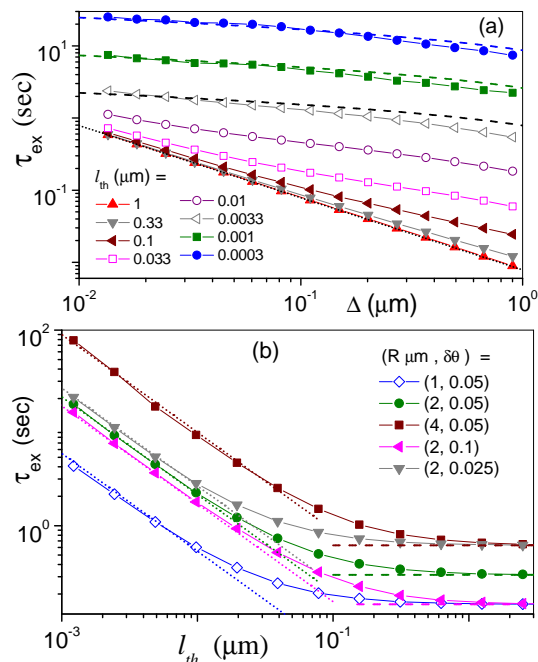 (a)
τex (sec)
10¹
10⁰
10⁻¹
lth (μm) =
1
0.33
0.1
0.033
0.01
0.0033
0.001
0.0003
10⁻² 10⁻¹ 10⁰
Δ (μm)
(b)
τex (sec)
10²
10⁰
(R μm , δθ) =
(1, 0.05)
(2, 0.05)
(4, 0.05)
(2, 0.1)
(2, 0.025)
10⁻³ 10⁻¹
lth (μm)